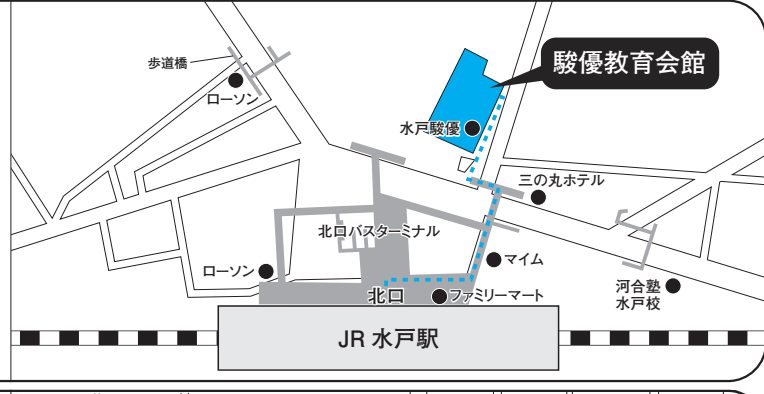 歩道橋
ローソン
駿優教育会館
水戸駿優
三の丸ホテル
北口バスターミナル
マイム
ローソン
北口
ファミリーマート
河合塾
水戸校
JR 水戸駅